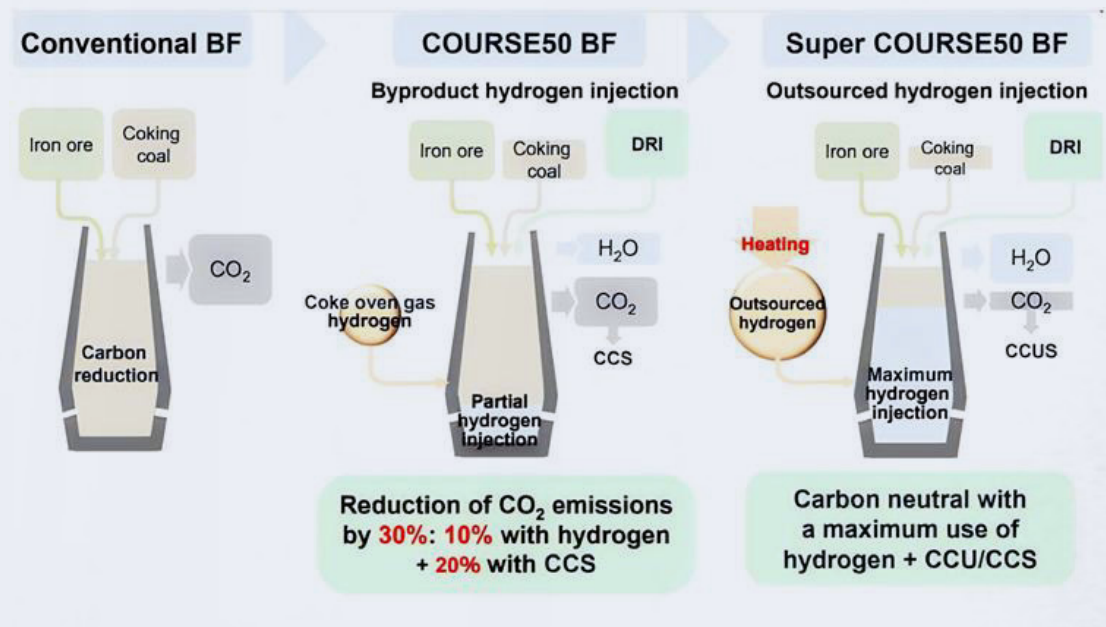 Conventional BF
COURSE50 BF
Super COURSE50 BF
Byproduct hydrogen injection
Outsourced hydrogen injection
Iron ore
Coking
coal
CO₂
Carbon
reduction
Iron ore
Coking
coal
DRI
H₂O
CO₂
CCS
Coke oven gas
hydrogen
Partial
hydrogen
injection
Iron ore
Coking
coal
DRI
Heating
Outsourced
hydrogen
H₂O
CO₂
CCUS
Maximum
hydrogen
injection
Reduction of CO₂ emissions
by 30%: 10% with hydrogen
+ 20% with CCS
Carbon neutral with
a maximum use of
hydrogen + CCU/CCS